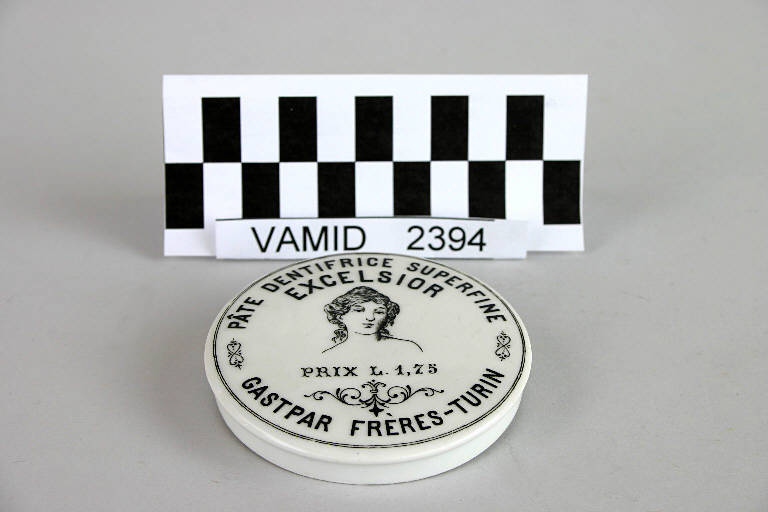 VAMID 2394
PÂTE DENTIFRICE SUPERFINE
EXCELSIOR
PRIX L. 1,75
GASTPAR FRÈRES-TURIN